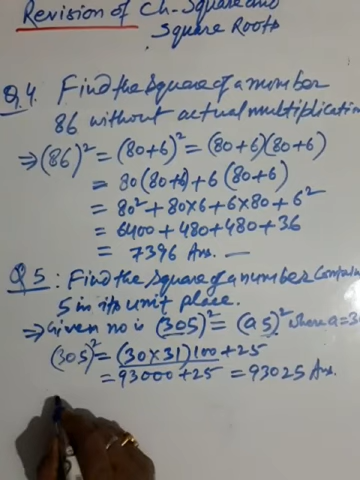 Revision of Ch-Square and
Square Roots
Q.4. Find the Square of a number
86 without actual multiplication
⇒ (86)² = (80+6)² = (80+6)(80+6)
= 80(80+6)+6(80+6)
= 80² + 80×6+6×80+6²
= 6400+480+480+36
= 7396 Ans.
Q5. Find the Square of a number
5 in its unit place.
⇒ Given no is (305)² = (a5)² where a=3
(305)² = (30×31)100+25
= 93000+25 = 93025 Ans.